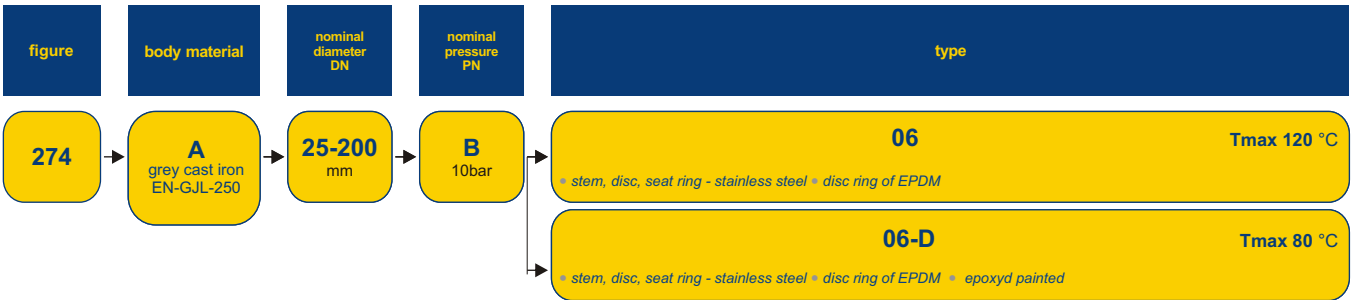 figure
body material
nominal
diameter
DN
nominal
pressure
PN
type
274
A
grey cast iron
EN-GJL-250
25-200
mm
B
10bar
06
Tmax 120 °C
• stem, disc, seat ring - stainless steel • disc ring of EPDM
06-D
Tmax 80 °C
• stem, disc, seat ring - stainless steel • disc ring of EPDM • epoxyd painted